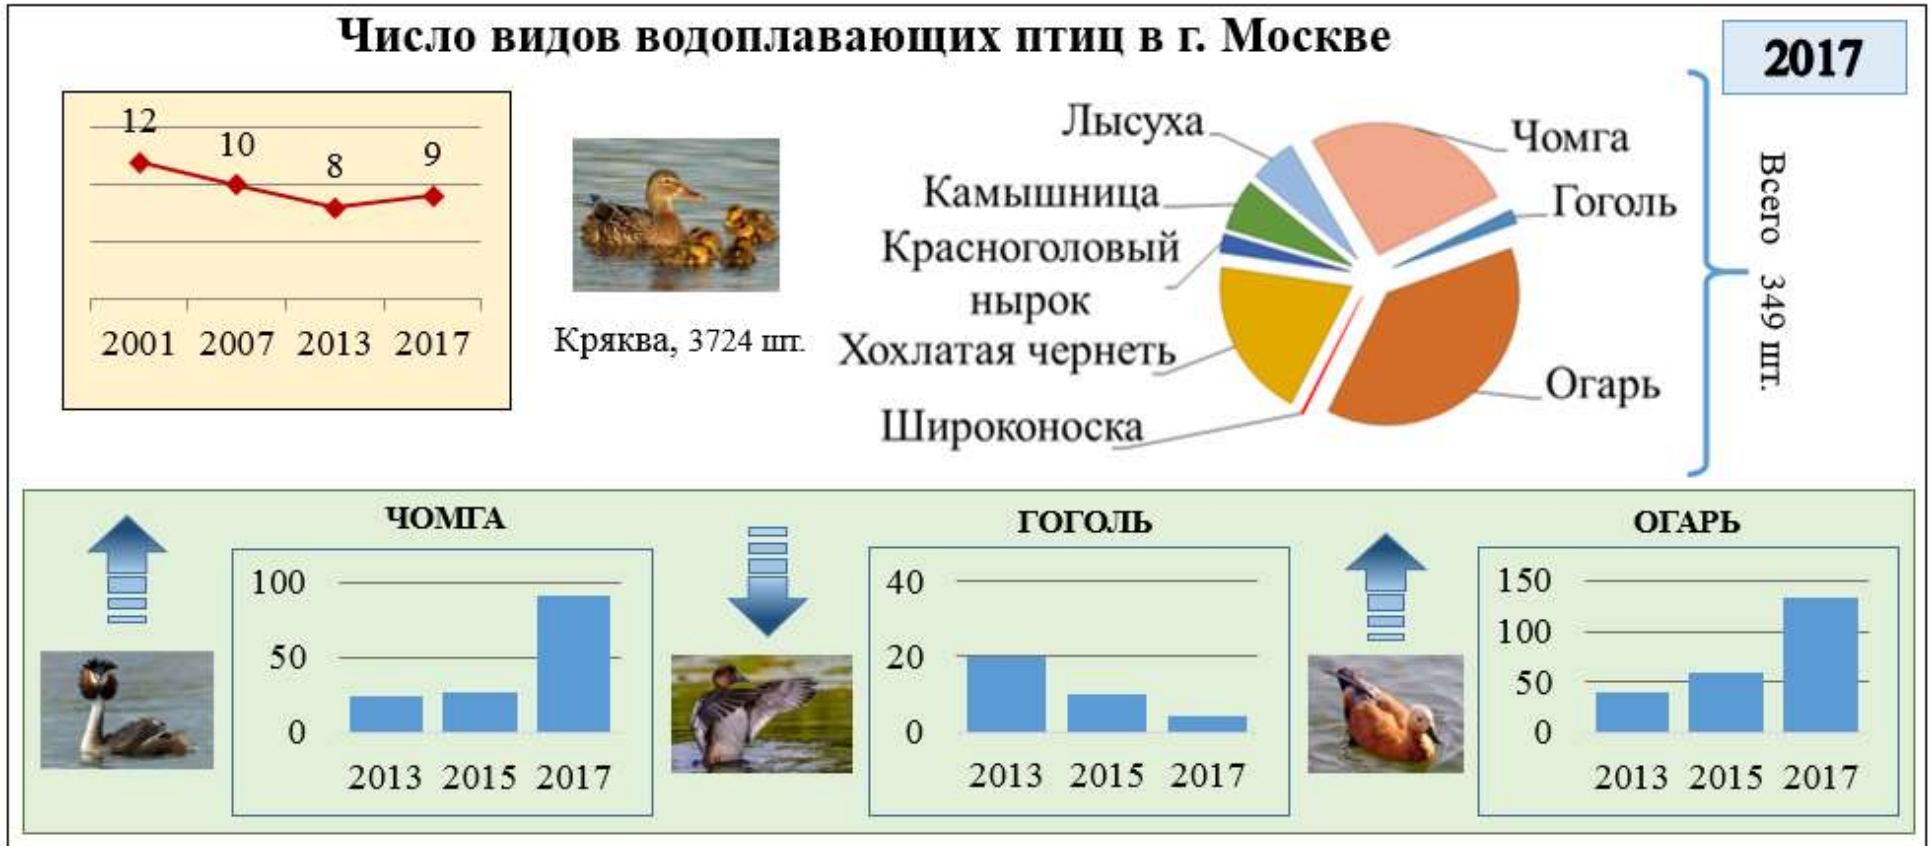 Число видов водоплавающих птиц в г. Москве
2017
12
10
8
9
2001 2007 2013 2017
Кряква, 3724 шт.
Лысуха
Камышница
Красноголовый
нырок
Хохлатая чернеть
Широконоска
Чомга
Гоголь
Огарь
Всего 349 шт.
ЧОМГА
100
50
0
2013 2015 2017
ГОГОЛЬ
40
20
0
2013 2015 2017
ОГАРЬ
150
100
50
0
2013 2015 2017